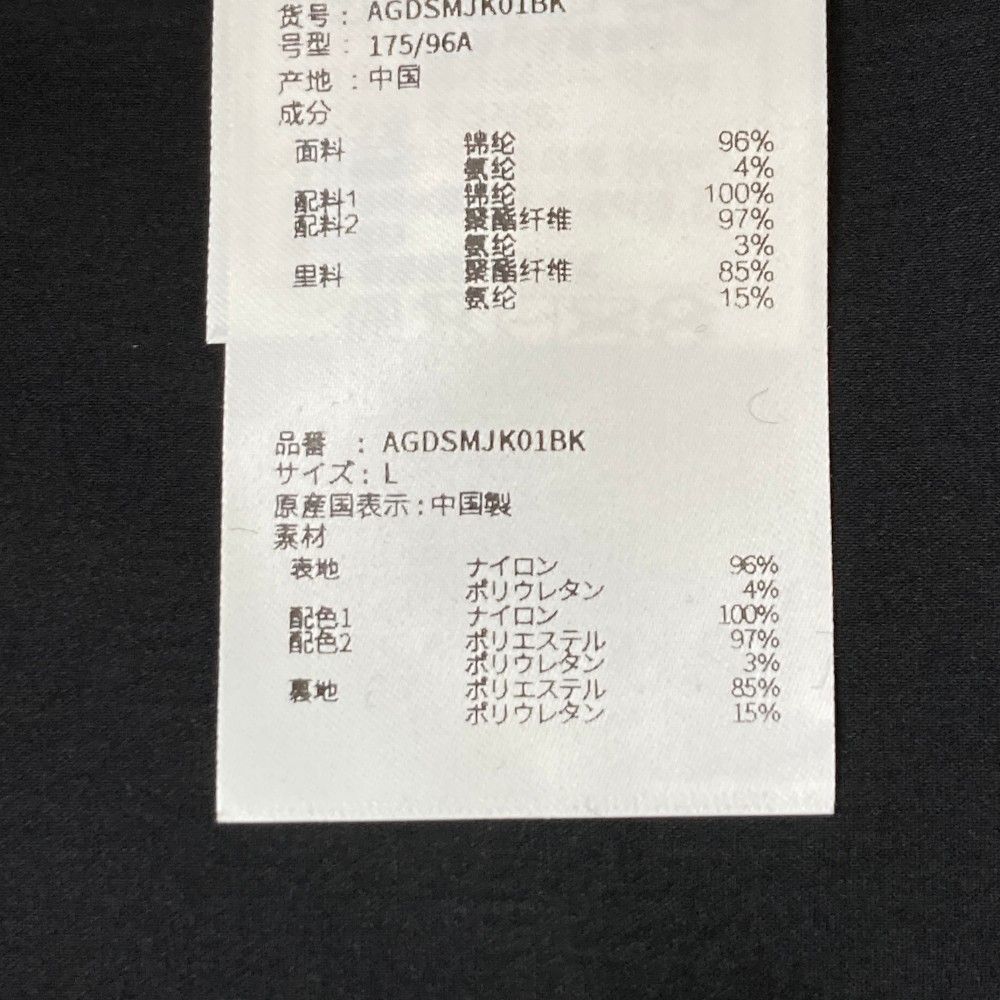 货号: AGDSMJK01BK
号型: 175/96A
产地:中国
成分
面料 锦纶 96%
氨纶 4%
配料1 锦纶 100%
配料2 聚酯纤维 97%
氨纶 3%
里料 聚酯纤维 85%
氨纶 15%
品番 : AGDSMJK01BK
サイズ: L
原産国表示:中国製
素材
表地 ナイロン 96%
ポリウレタン 4%
配色1 ナイロン 100%
配色2 ポリエステル 97%
ポリウレタン 3%
裏地 ポリエステル 85%
ポリウレタン 15%